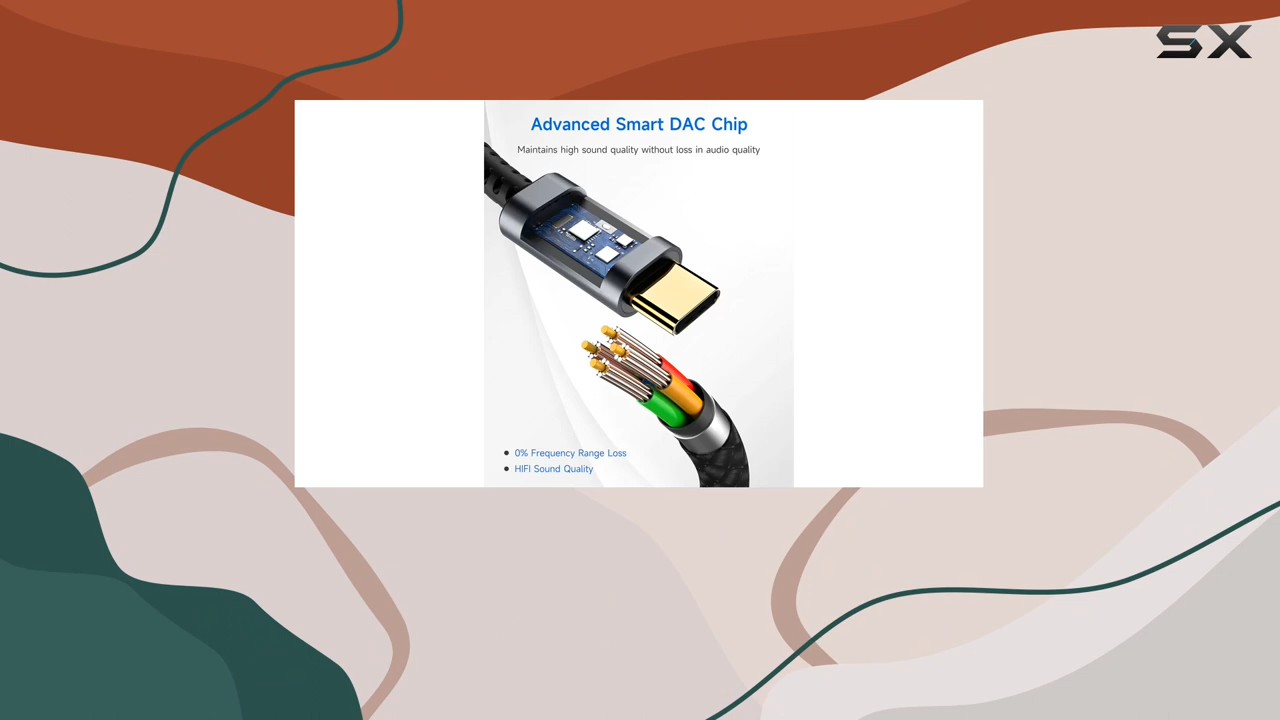 SX
Advanced Smart DAC Chip
Maintains high sound quality without loss in audio quality
0% Frequency Range Loss
HIFI Sound Quality